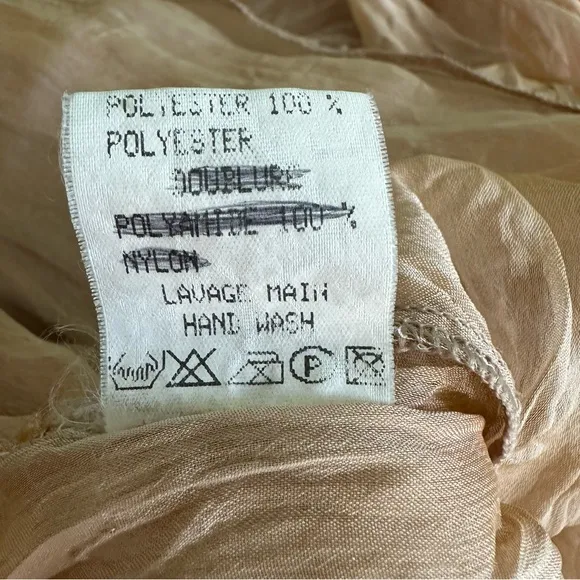 POLYESTER 100 %
POLYESTER
DOUBLURE
POLYAMIDE 100 %
NYLON
LAVAGE MAIN
HAND WASH
P